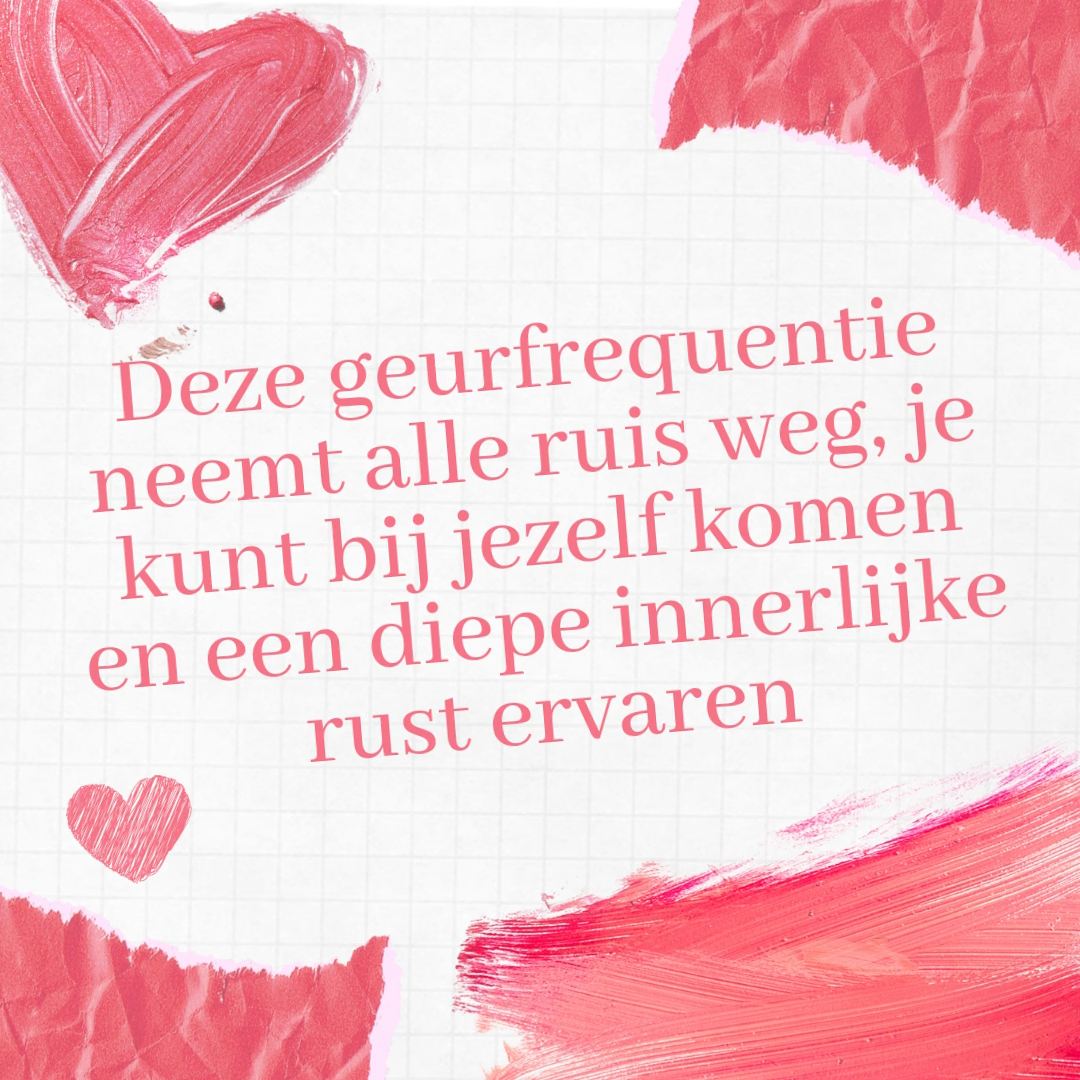 Deze geurfrequentie
neemt alle ruis weg, je
kunt bij jezelf komen
en een diepe innerlijke
rust ervaren